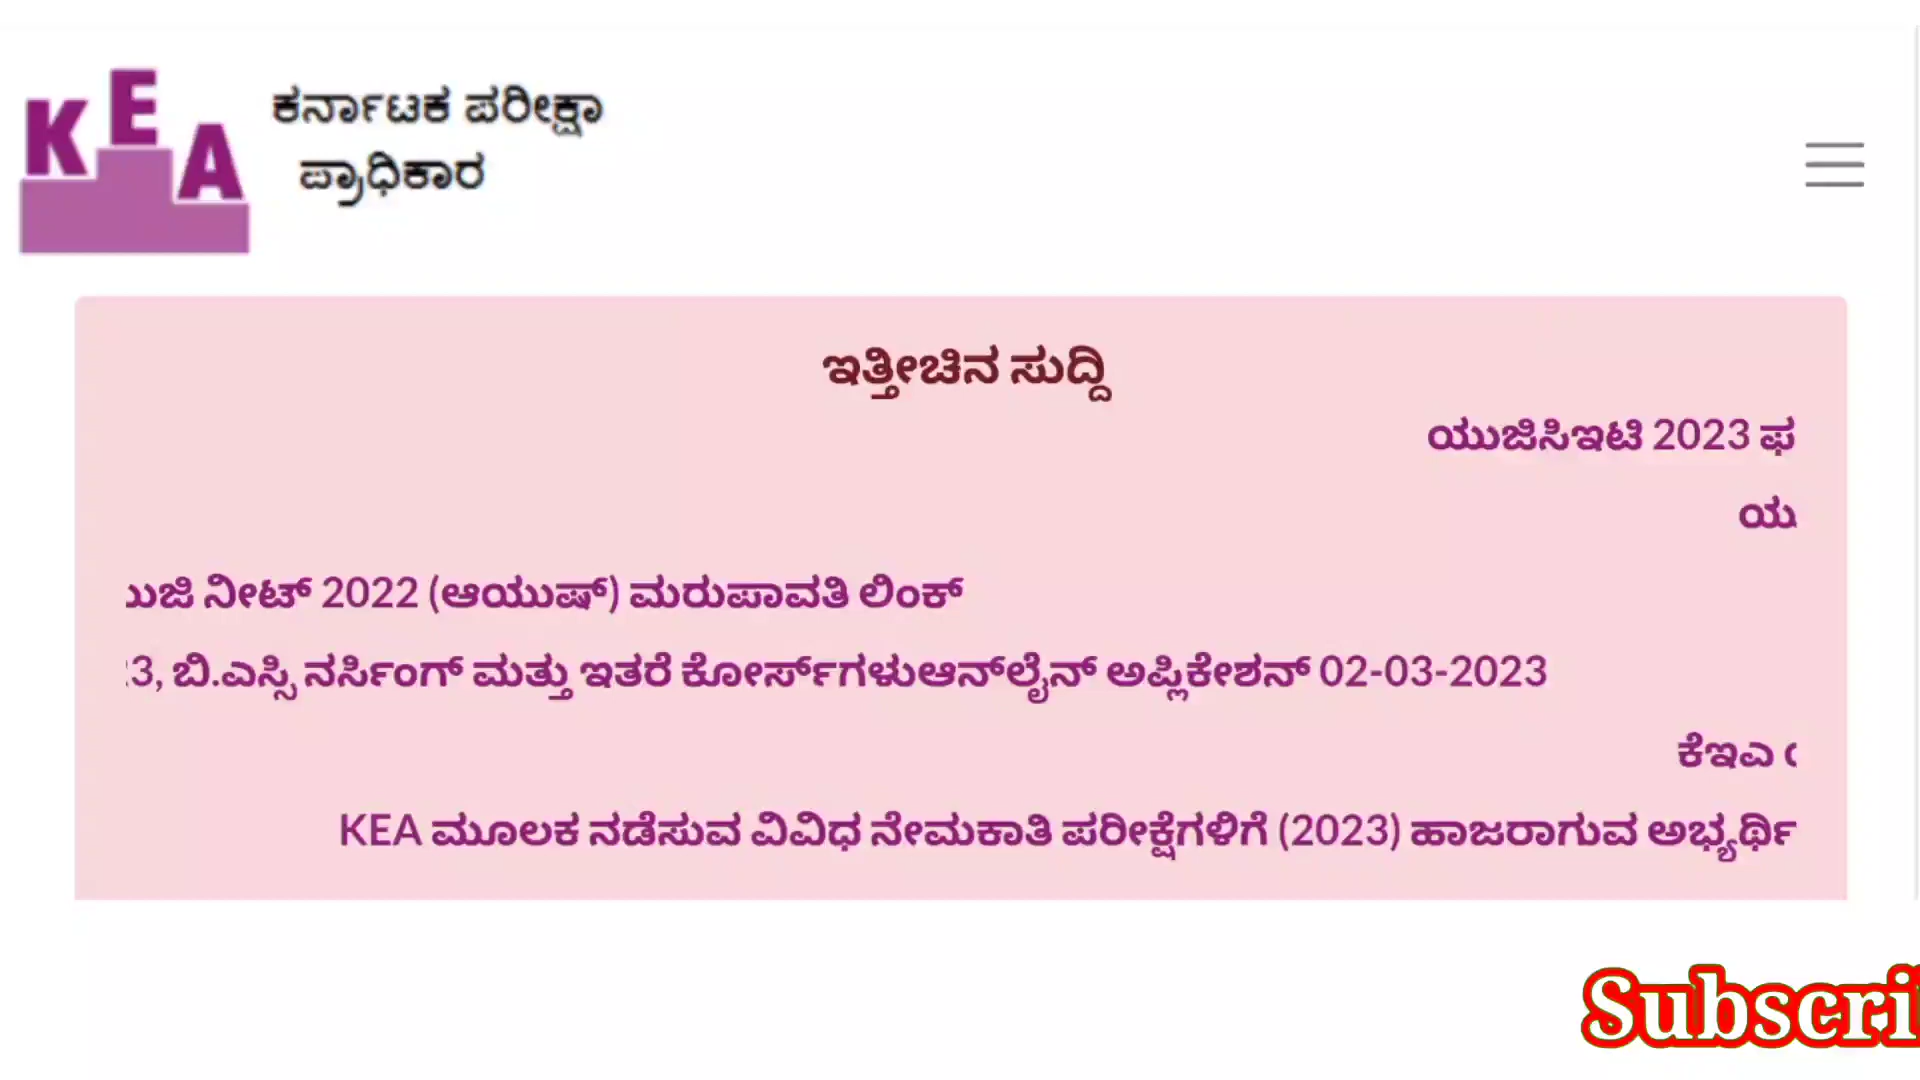 KEA
ಕರ್ನಾಟಕ ಪರೀಕ್ಷಾ
ಪ್ರಾಧಿಕಾರ
ಇತ್ತೀಚಿನ ಸುದ್ದಿ
ಯುಜಿಸಿಇಟಿ 2023 ಫ
ಯ
ಯುಜಿ ನೀಟ್ 2022 (ಆಯುಷ್) ಮರುಪಾವತಿ ಲಿಂಕ್
3, ಬಿ.ಎಸ್ಸಿ ನರ್ಸಿಂಗ್ ಮತ್ತು ಇತರೆ ಕೋರ್ಸ್‌ಗಳುಆನ್‌ಲೈನ್ ಅಪ್ಲಿಕೇಶನ್ 02-03-2023
ಕೆಇಎ
KEA ಮೂಲಕ ನಡೆಸುವ ವಿವಿಧ ನೇಮಕಾತಿ ಪರೀಕ್ಷೆಗಳಿಗೆ (2023) ಹಾಜರಾಗುವ ಅಭ್ಯರ್ಥಿ
Subscri